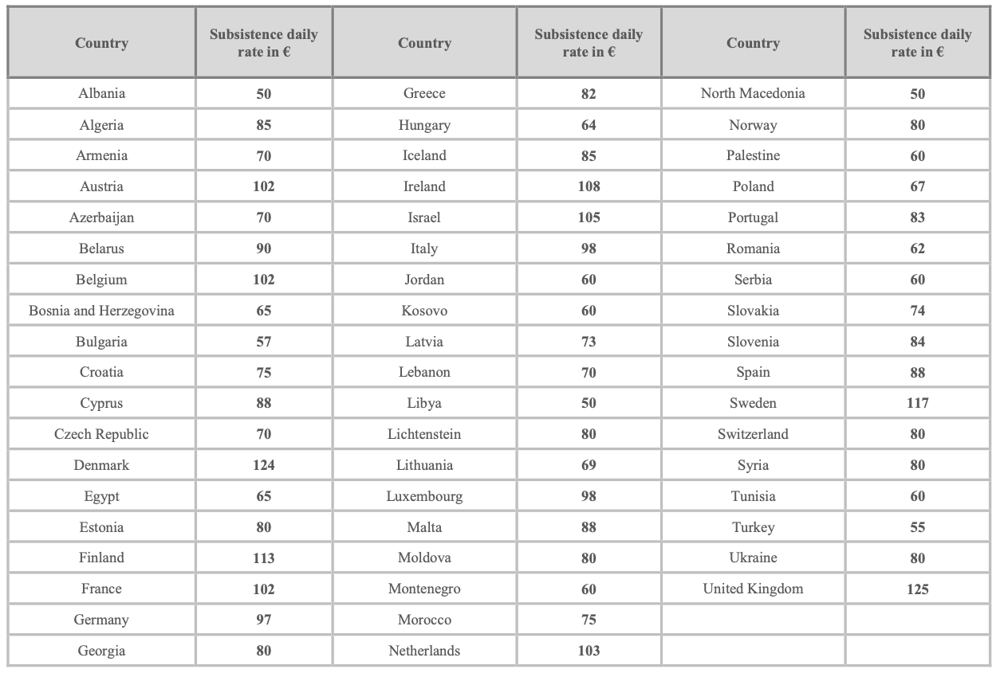 Country Subsistence daily rate in € Country Subsistence daily rate in € Country Subsistence daily rate in €
Albania 50 Greece 82 North Macedonia 50
Algeria 85 Hungary 64 Norway 80
Armenia 70 Iceland 85 Palestine 60
Austria 102 Ireland 108 Poland 67
Azerbaijan 70 Israel 105 Portugal 83
Belarus 90 Italy 98 Romania 62
Belgium 102 Jordan 60 Serbia 60
Bosnia and Herzegovina 65 Kosovo 60 Slovakia 74
Bulgaria 57 Latvia 73 Slovenia 84
Croatia 75 Lebanon 70 Spain 88
Cyprus 88 Libya 50 Sweden 117
Czech Republic 70 Lichtenstein 80 Switzerland 80
Denmark 124 Lithuania 69 Syria 80
Egypt 65 Luxembourg 98 Tunisia 60
Estonia 80 Malta 88 Turkey 55
Finland 113 Moldova 80 Ukraine 80
France 102 Montenegro 60 United Kingdom 125
Germany 97 Morocco 75
Georgia 80 Netherlands 103